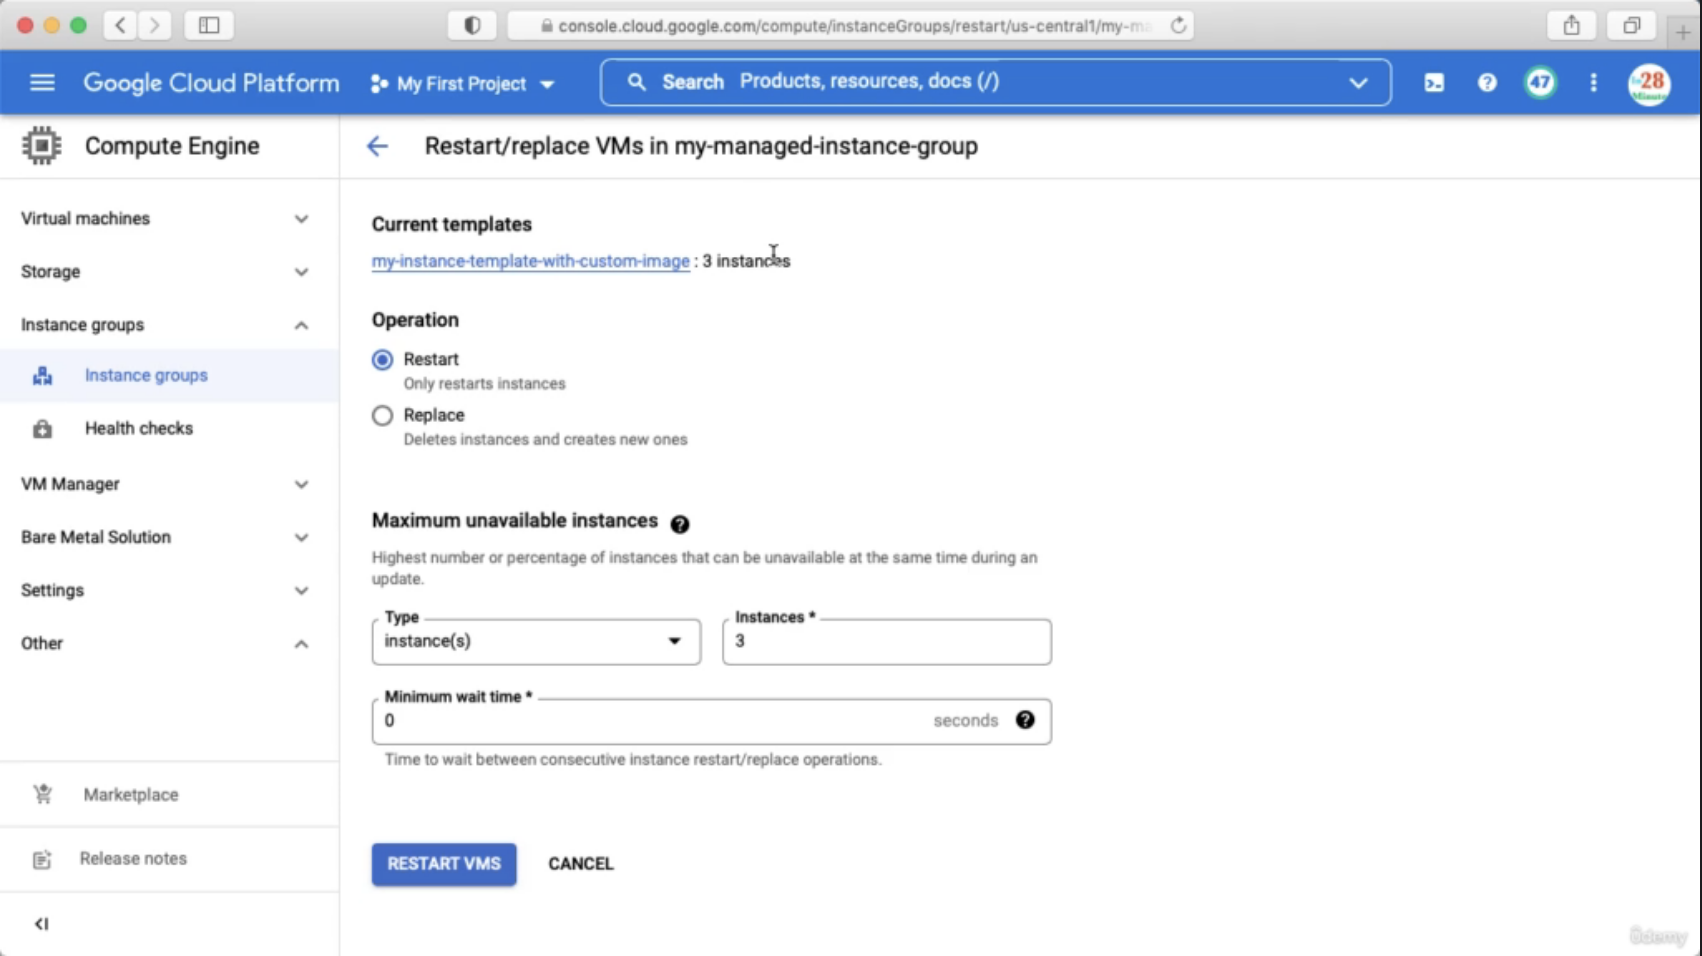 console.cloud.google.com/compute/instanceGroups/restart/us-central1/my-ma
Google Cloud Platform
My First Project
Search Products, resources, docs (/)
47
in28
Minutes
Compute Engine
Restart/replace VMs in my-managed-instance-group
Virtual machines
Storage
Instance groups
Instance groups
Health checks
VM Manager
Bare Metal Solution
Settings
Other
Marketplace
Release notes
Current templates
my-instance-template-with-custom-image : 3 instances
Operation
Restart
Only restarts instances
Replace
Deletes instances and creates new ones
Maximum unavailable instances ?
Highest number or percentage of instances that can be unavailable at the same time during an
update.
Type
instance(s)
Instances *
3
Minimum wait time *
0 seconds ?
Time to wait between consecutive instance restart/replace operations.
RESTART VMS CANCEL
ûdemy